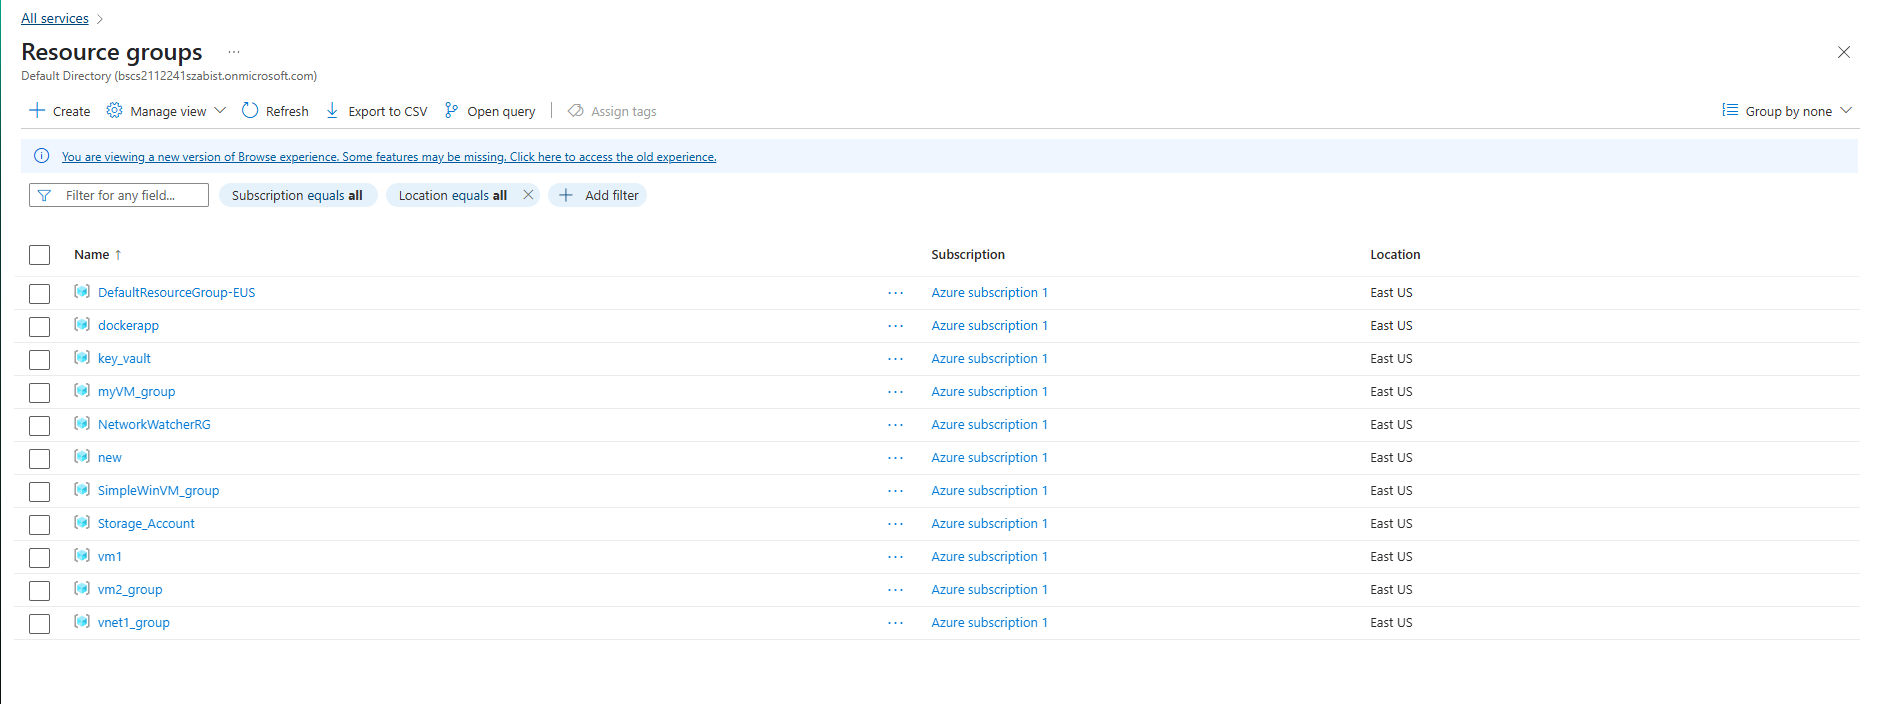 All services
Resource groups ...
Default Directory (bscs2112241szabist.onmicrosoft.com)
Create Manage view Refresh Export to CSV Open query | Assign tags Group by none
You are viewing a new version of Browse experience. Some features may be missing. Click here to access the old experience.
Filter for any field... Subscription equals all Location equals all Add filter
Name ↑ Subscription Location
DefaultResourceGroup-EUS ... Azure subscription 1 East US
dockerapp ... Azure subscription 1 East US
key_vault ... Azure subscription 1 East US
myVM_group ... Azure subscription 1 East US
NetworkWatcherRG ... Azure subscription 1 East US
new ... Azure subscription 1 East US
SimpleWinVM_group ... Azure subscription 1 East US
Storage_Account ... Azure subscription 1 East US
vm1 ... Azure subscription 1 East US
vm2_group ... Azure subscription 1 East US
vnet1_group ... Azure subscription 1 East US